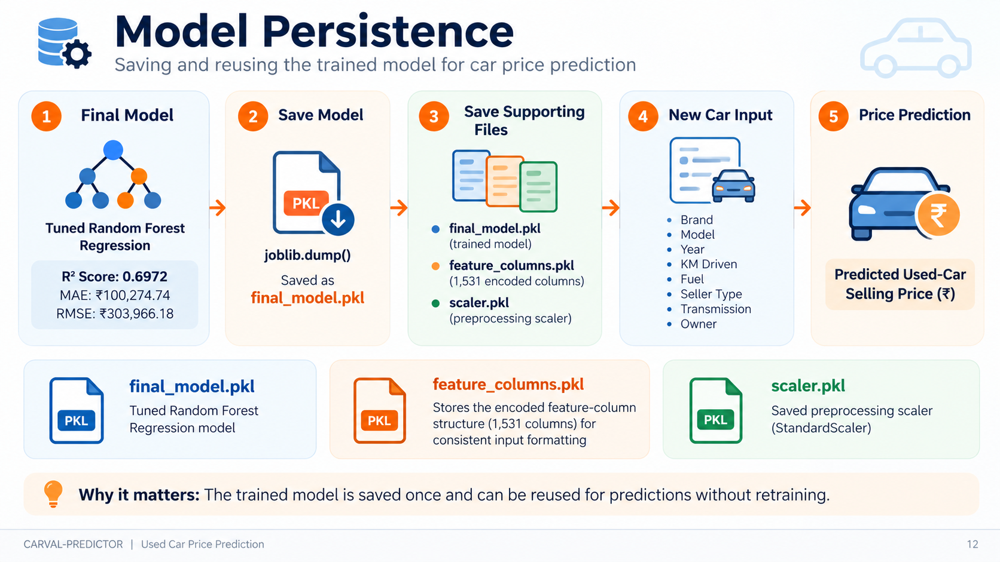 Model Persistence
Saving and reusing the trained model for car price prediction
1
Final Model
Tuned Random Forest
Regression
R² Score: 0.6972
MAE: ₹100,274.74
RMSE: ₹303,966.18
2
Save Model
PKL
joblib.dump()
Saved as
final_model.pkl
3
Save Supporting
Files
final_model.pkl
(trained model)
feature_columns.pkl
(1,531 encoded columns)
scaler.pkl
(preprocessing scaler)
4
New Car Input
• Brand
• Model
• Year
• KM Driven
• Fuel
• Seller Type
• Transmission
• Owner
5
Price Prediction
₹
Predicted Used-Car
Selling Price (₹)
PKL
final_model.pkl
Tuned Random Forest
Regression model
PKL
feature_columns.pkl
Stores the encoded feature-column
structure (1,531 columns) for
consistent input formatting
PKL
scaler.pkl
Saved preprocessing scaler
(StandardScaler)
Why it matters: The trained model is saved once and can be reused for predictions without retraining.
CARVAL-PREDICTOR | Used Car Price Prediction
12